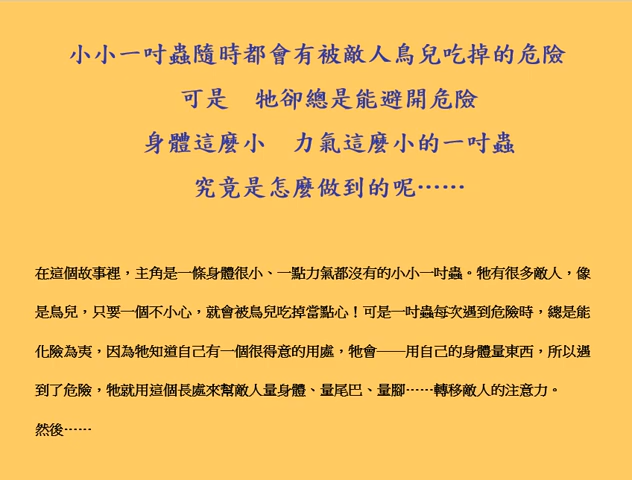 小小一吋蟲隨時都會有被敵人鳥兒吃掉的危險
可是　牠卻總是能避開危險
身體這麼小　力氣這麼小的一吋蟲
究竟是怎麼做到的呢……
在這個故事裡，主角是一條身體很小、一點力氣都沒有的小小一吋蟲。牠有很多敵人，像
是鳥兒，只要一個不小心，就會被鳥兒吃掉當點心！可是一吋蟲每次遇到危險時，總是能
化險為夷，因為牠知道自己有一個很得意的用處，牠會──用自己的身體量東西，所以遇
到了危險，牠就用這個長處來幫敵人量身體、量尾巴、量腳……轉移敵人的注意力。
然後……